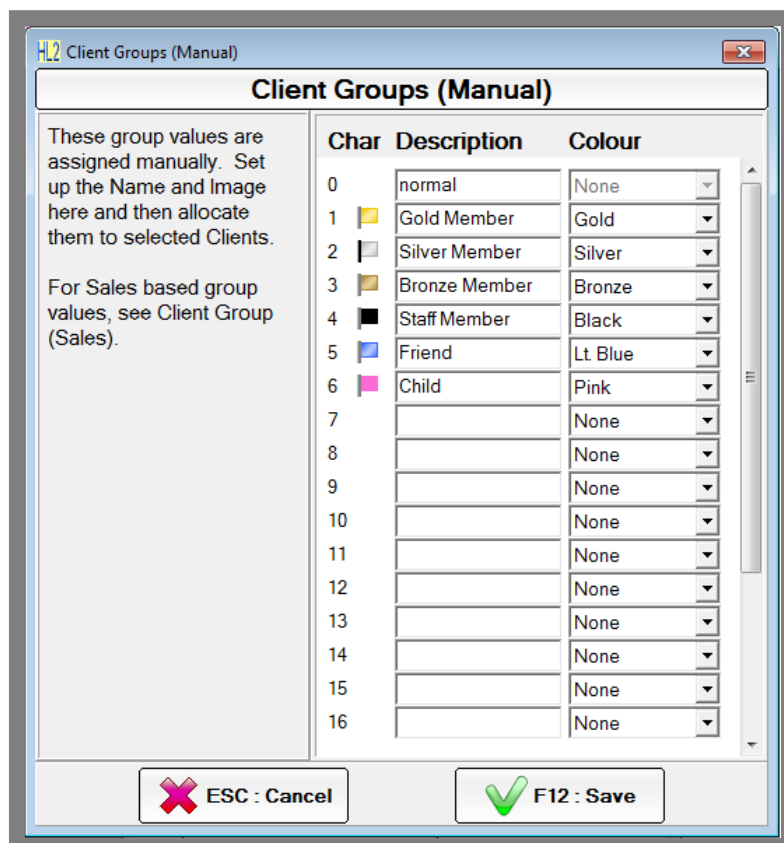 HL2 Client Groups (Manual)
Client Groups (Manual)
These group values are
assigned manually. Set
up the Name and Image
here and then allocate
them to selected Clients.
For Sales based group
values, see Client Group
(Sales).
Char Description Colour
0 normal None
1 Gold Member Gold
2 Silver Member Silver
3 Bronze Member Bronze
4 Staff Member Black
5 Friend Lt. Blue
6 Child Pink
7 None
8 None
9 None
10 None
11 None
12 None
13 None
14 None
15 None
16 None
ESC : Cancel F12 : Save